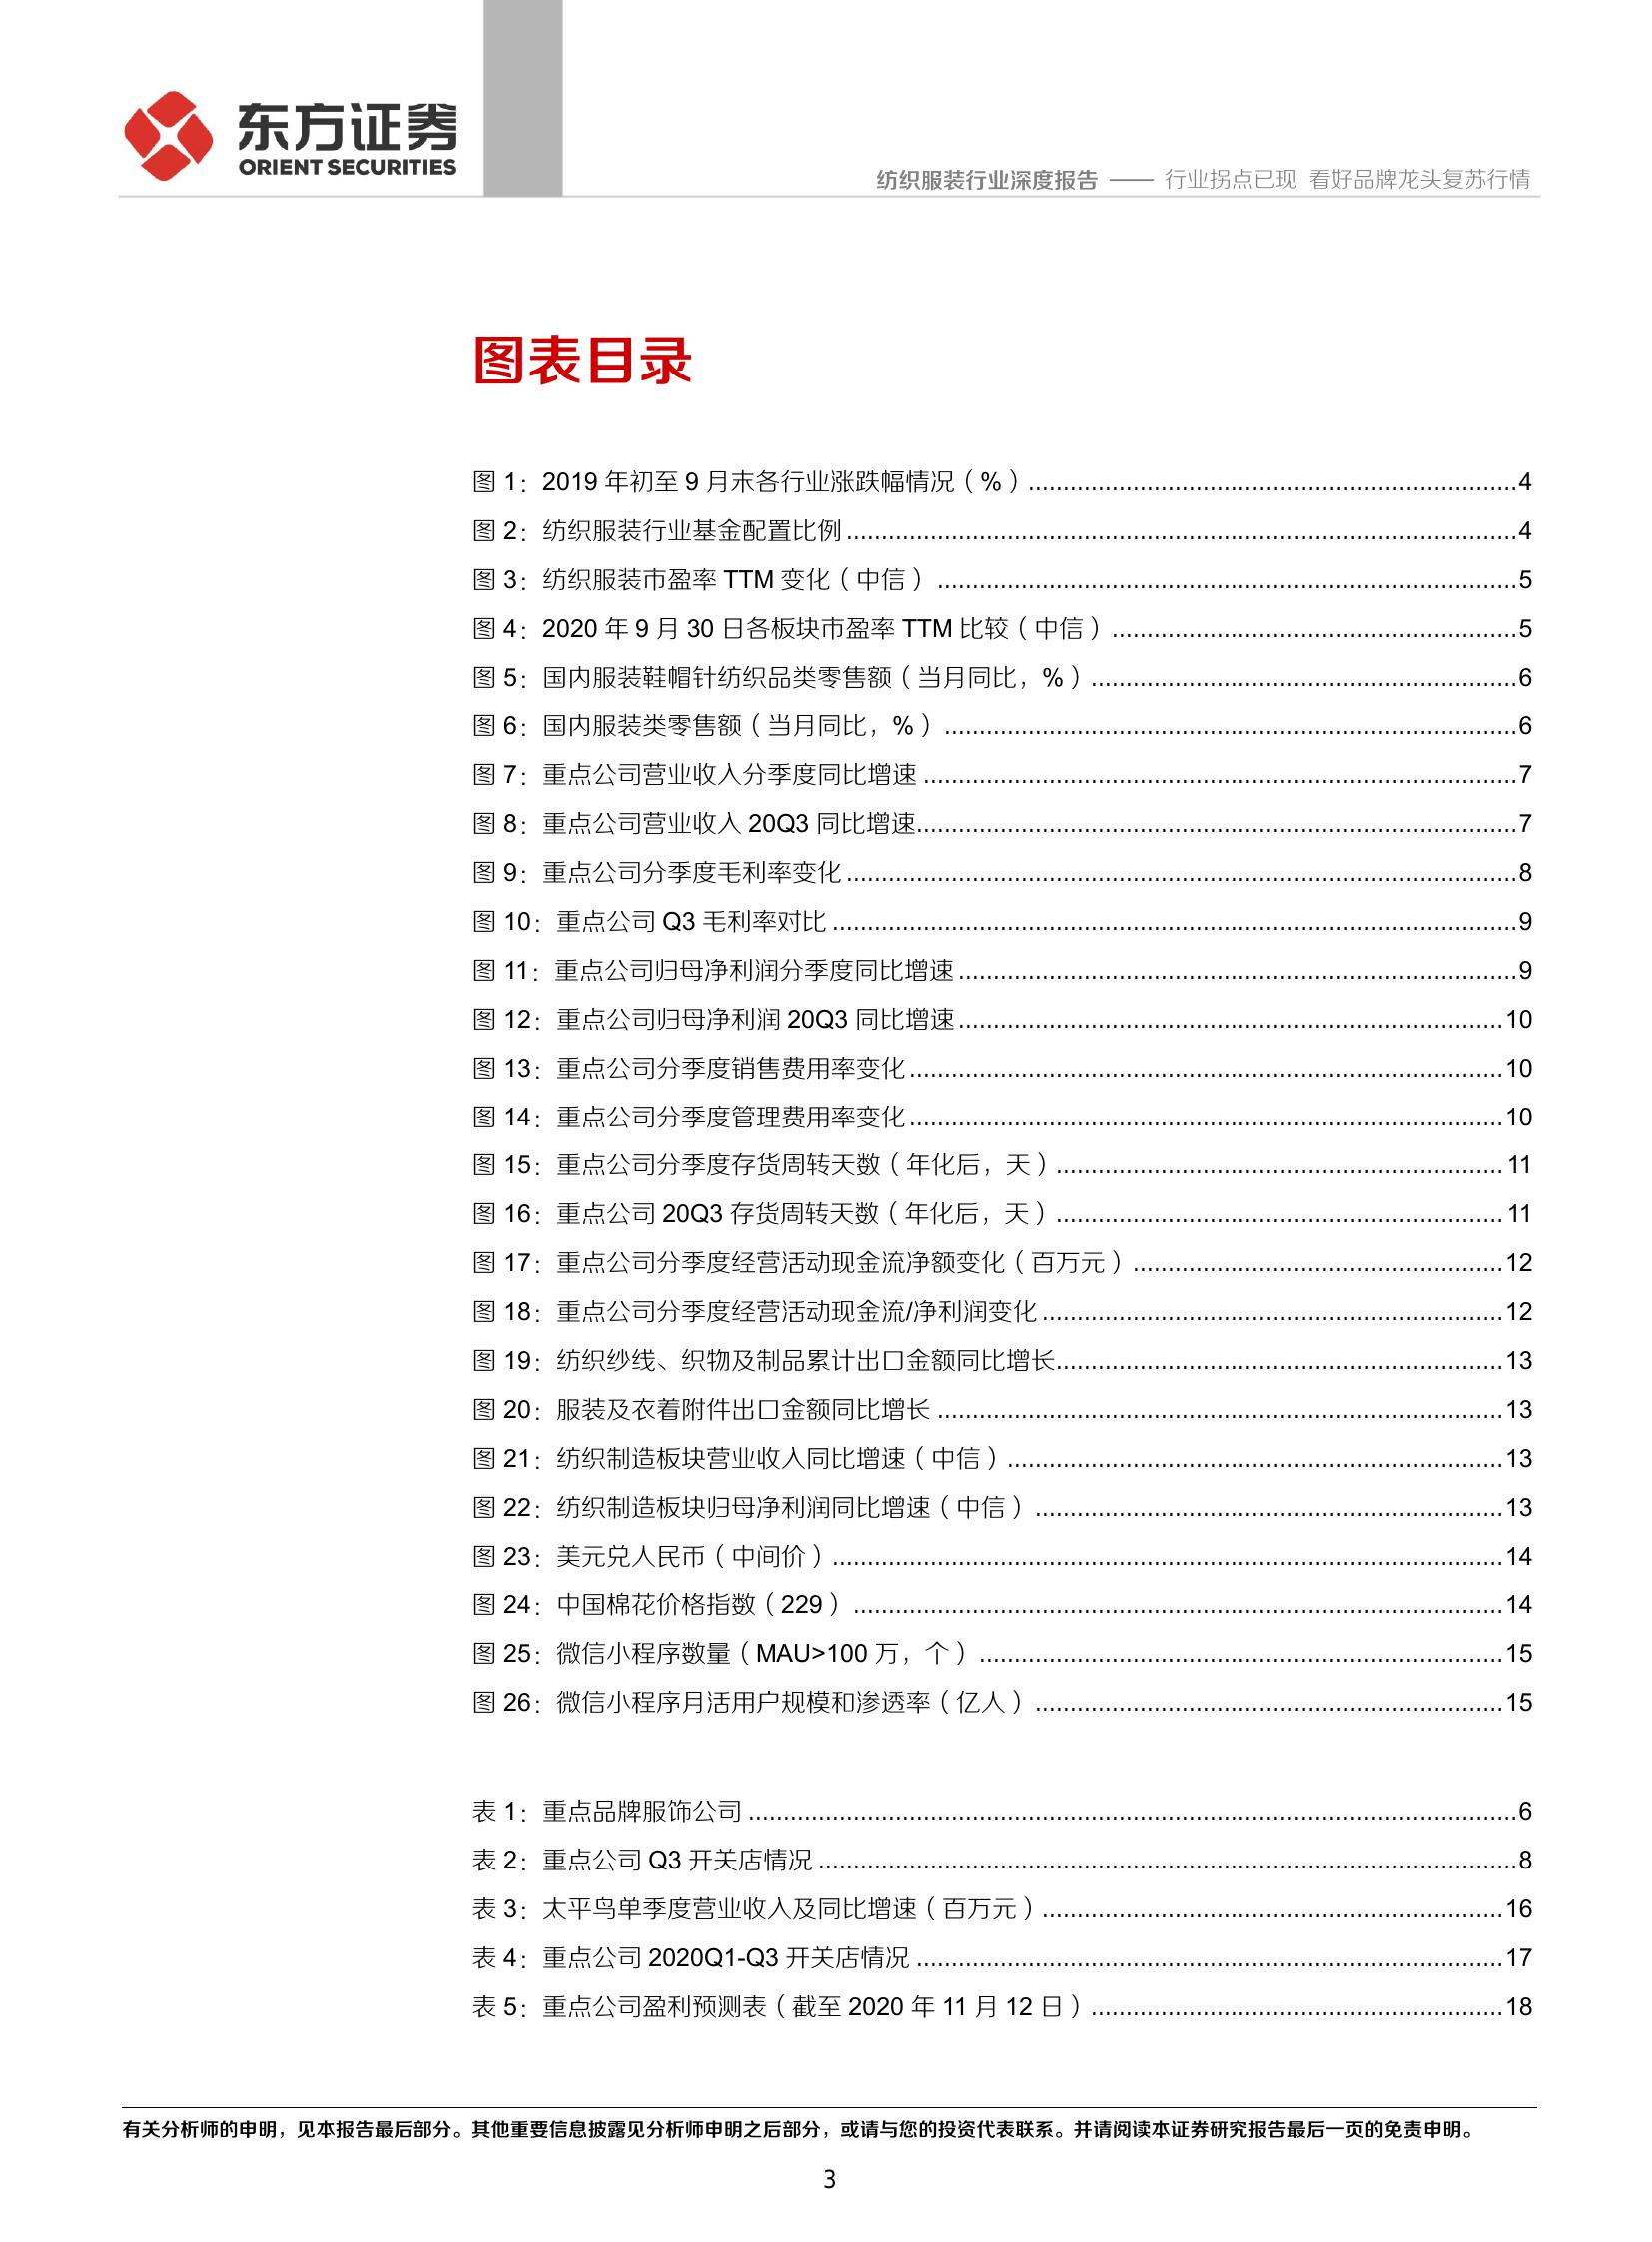 东方证券
ORIENT SECURITIES
纺织服装行业深度报告 —— 行业拐点已现 看好品牌龙头复苏行情
图表目录
图 1：2019 年初至 9 月末各行业涨跌幅情况（%）......4
图 2：纺织服装行业基金配置比例......4
图 3：纺织服装市盈率 TTM 变化（中信）......5
图 4：2020 年 9 月 30 日各板块市盈率 TTM 比较（中信）......5
图 5：国内服装鞋帽针纺织品类零售额（当月同比，%）......6
图 6：国内服装类零售额（当月同比，%）......6
图 7：重点公司营业收入分季度同比增速......7
图 8：重点公司营业收入 20Q3 同比增速......7
图 9：重点公司分季度毛利率变化......8
图 10：重点公司 Q3 毛利率对比......9
图 11：重点公司归母净利润分季度同比增速......9
图 12：重点公司归母净利润 20Q3 同比增速......10
图 13：重点公司分季度销售费用率变化......10
图 14：重点公司分季度管理费用率变化......10
图 15：重点公司分季度存货周转天数（年化后，天）......11
图 16：重点公司 20Q3 存货周转天数（年化后，天）......11
图 17：重点公司分季度经营活动现金流净额变化（百万元）......12
图 18：重点公司分季度经营活动现金流/净利润变化......12
图 19：纺织纱线、织物及制品累计出口金额同比增长......13
图 20：服装及衣着附件出口金额同比增长......13
图 21：纺织制造板块营业收入同比增速（中信）......13
图 22：纺织制造板块归母净利润同比增速（中信）......13
图 23：美元兑人民币（中间价）......14
图 24：中国棉花价格指数（229）......14
图 25：微信小程序数量（MAU>100 万，个）......15
图 26：微信小程序月活用户规模和渗透率（亿人）......15
表 1：重点品牌服饰公司......6
表 2：重点公司 Q3 开关店情况......8
表 3：太平鸟单季度营业收入及同比增速（百万元）......16
表 4：重点公司 2020Q1-Q3 开关店情况......17
表 5：重点公司盈利预测表（截至 2020 年 11 月 12 日）......18
有关分析师的申明，见本报告最后部分。其他重要信息披露见分析师申明之后部分，或请与您的投资代表联系。并请阅读本证券研究报告最后一页的免责申明。
3